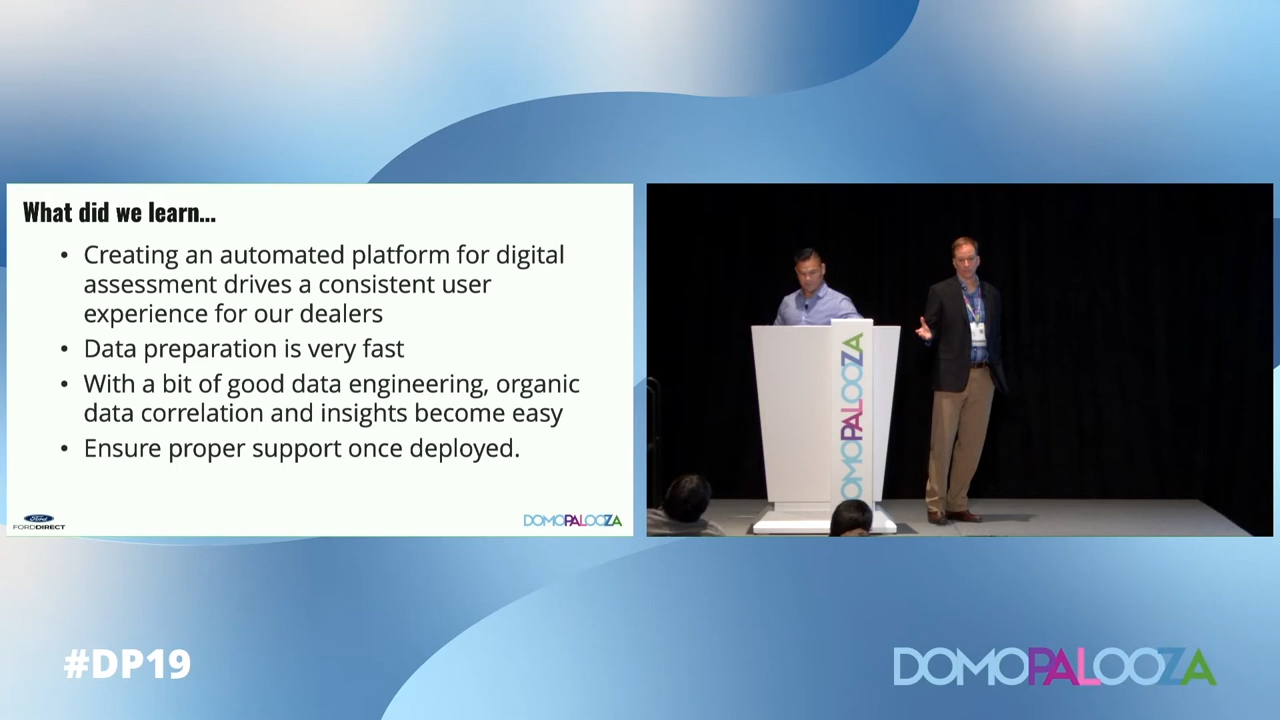 What did we learn...
• Creating an automated platform for digital
assessment drives a consistent user
experience for our dealers
• Data preparation is very fast
• With a bit of good data engineering, organic
data correlation and insights become easy
• Ensure proper support once deployed.
Ford
FORDDIRECT
DOMOPALOOZA
DOMOPALOOZA
#DP19
DOMOPALOOZA